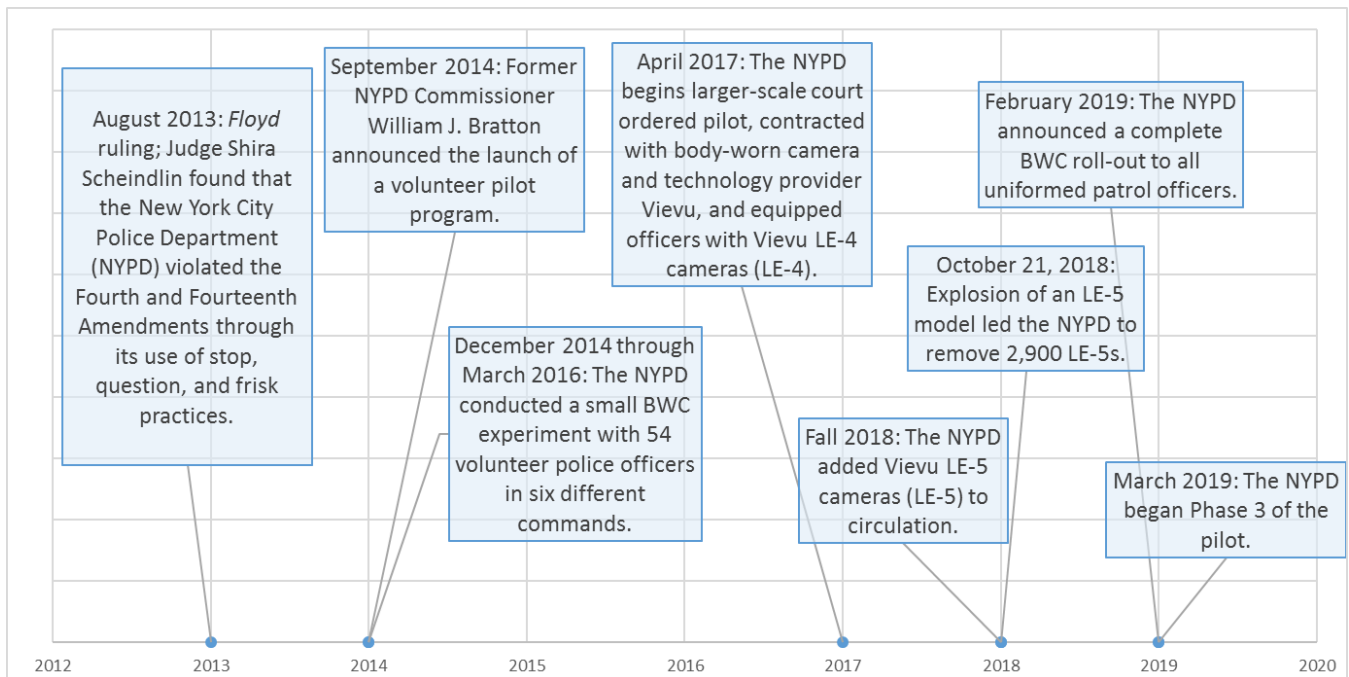 August 2013: Floyd
ruling; Judge Shira
Scheindlin found that
the New York City
Police Department
(NYPD) violated the
Fourth and Fourteenth
Amendments through
its use of stop,
question, and frisk
practices.
September 2014: Former
NYPD Commissioner
William J. Bratton
announced the launch of
a volunteer pilot
program.
December 2014 through
March 2016: The NYPD
conducted a small BWC
experiment with 54
volunteer police officers
in six different
commands.
April 2017: The NYPD
begins larger-scale court
ordered pilot, contracted
with body-worn camera
and technology provider
Vievu, and equipped
officers with Vievu LE-4
cameras (LE-4).
Fall 2018: The NYPD
added Vievu LE-5
cameras (LE-5) to
circulation.
October 21, 2018:
Explosion of an LE-5
model led the NYPD to
remove 2,900 LE-5s.
February 2019: The NYPD
announced a complete
BWC roll-out to all
uniformed patrol officers.
March 2019: The NYPD
began Phase 3 of the
pilot.
2012 2013 2014 2015 2016 2017 2018 2019 2020